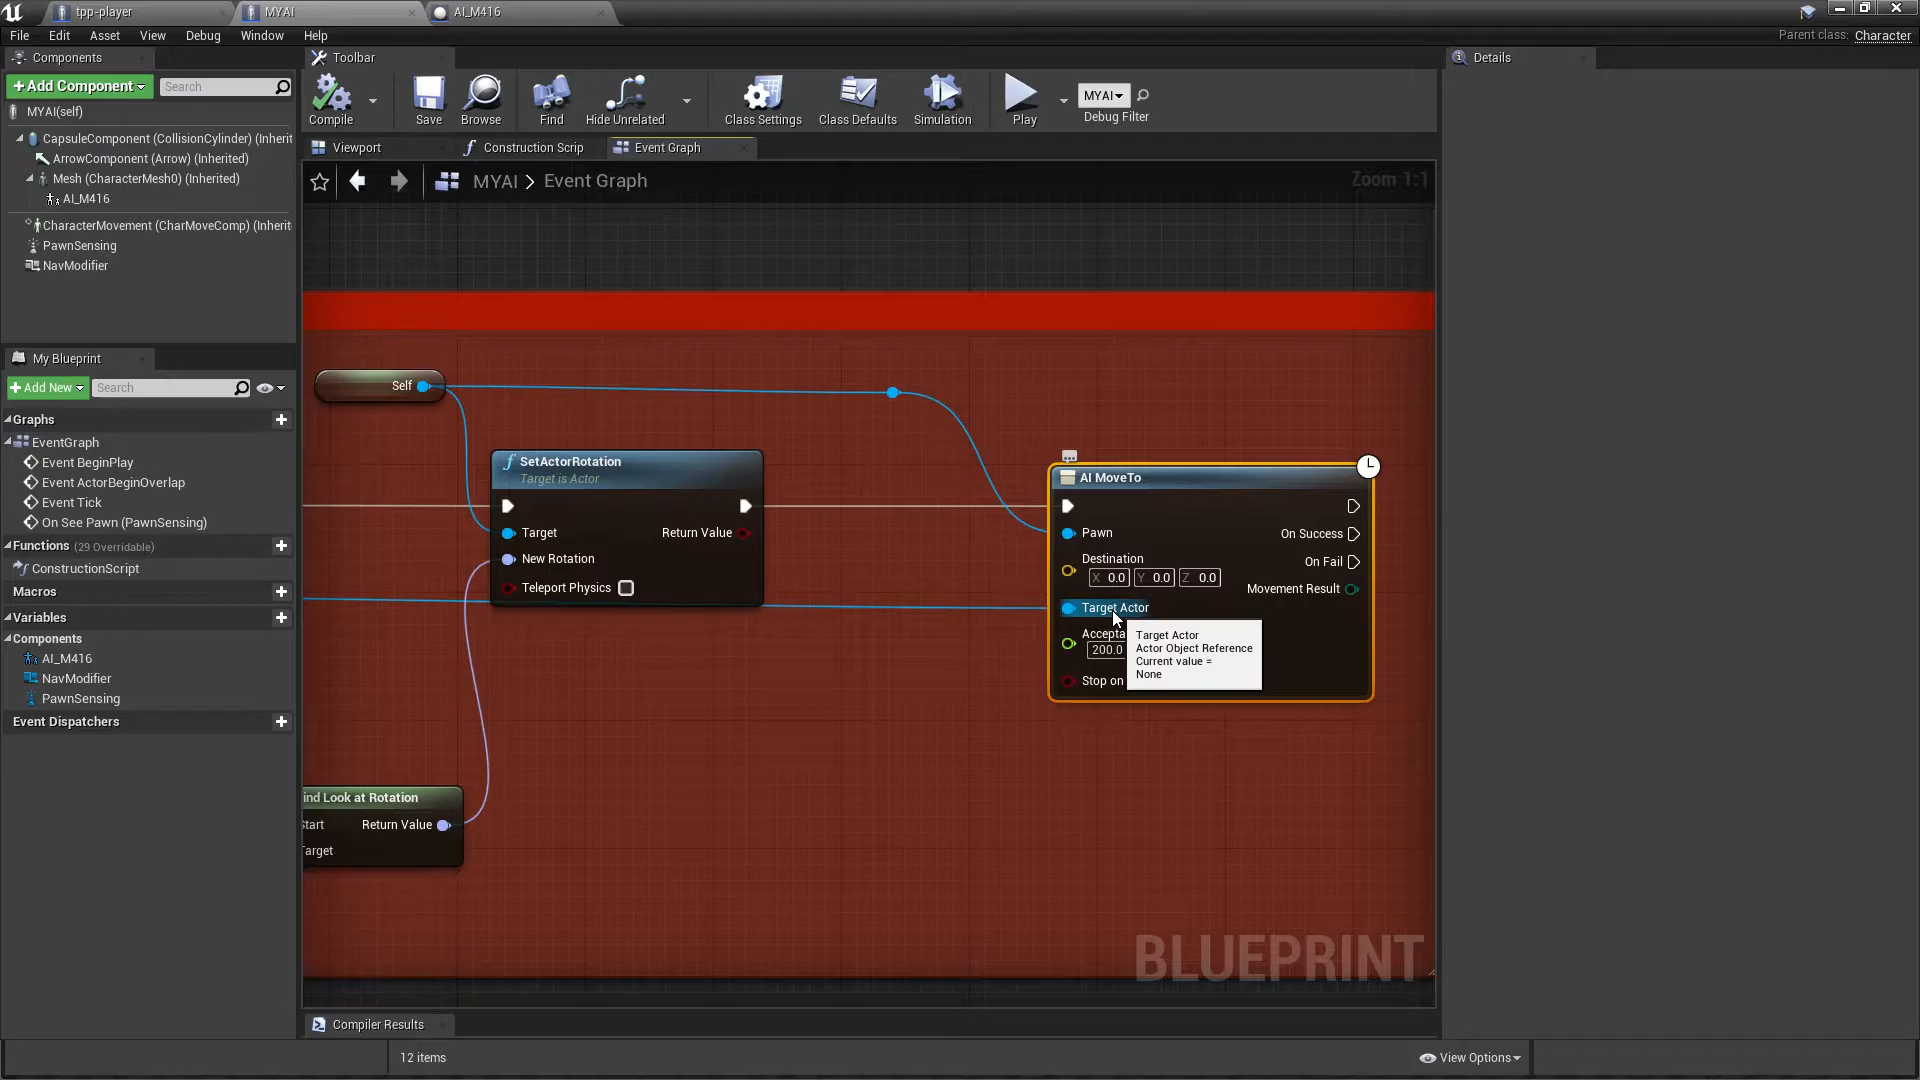 tpp-player
MYAI
AI_M416
File Edit Asset View Debug Window Help
Parent class: Character
Components
Toolbar
Details
Add Component
Search
MYAI(self)
CapsuleComponent (CollisionCylinder) (Inherit
ArrowComponent (Arrow) (Inherited)
Mesh (CharacterMesh0) (Inherited)
AI_M416
CharacterMovement (CharMoveComp) (Inherit
PawnSensing
NavModifier
Compile
Save
Browse
Find
Hide Unrelated
Class Settings
Class Defaults
Simulation
Play
MYAI
Debug Filter
Viewport
Construction Scrip
Event Graph
MYAI > Event Graph
Zoom 1:1
My Blueprint
Add New
Search
Graphs
EventGraph
Event BeginPlay
Event ActorBeginOverlap
Event Tick
On See Pawn (PawnSensing)
Functions (29 Overridable)
ConstructionScript
Macros
Variables
Components
AI_M416
NavModifier
PawnSensing
Event Dispatchers
Self
SetActorRotation
Target is Actor
Target
Return Value
New Rotation
Teleport Physics
ind Look at Rotation
Start
Return Value
Target
AI MoveTo
Pawn
On Success
Destination
On Fail
X 0.0 Y 0.0 Z 0.0
Movement Result
Target Actor
Accepta
200.0
Stop on
Target Actor
Actor Object Reference
Current value =
None
BLUEPRINT
Compiler Results
12 items
View Options